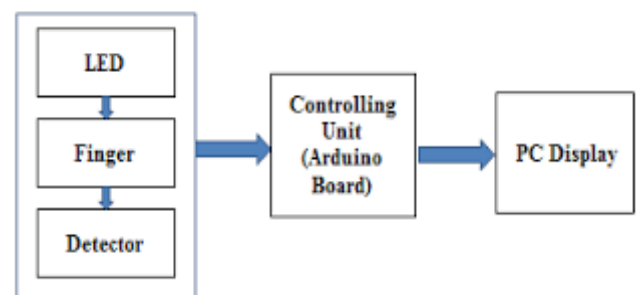 LED
Finger
Detector
Controlling
Unit
(Arduino
Board)
PC Display